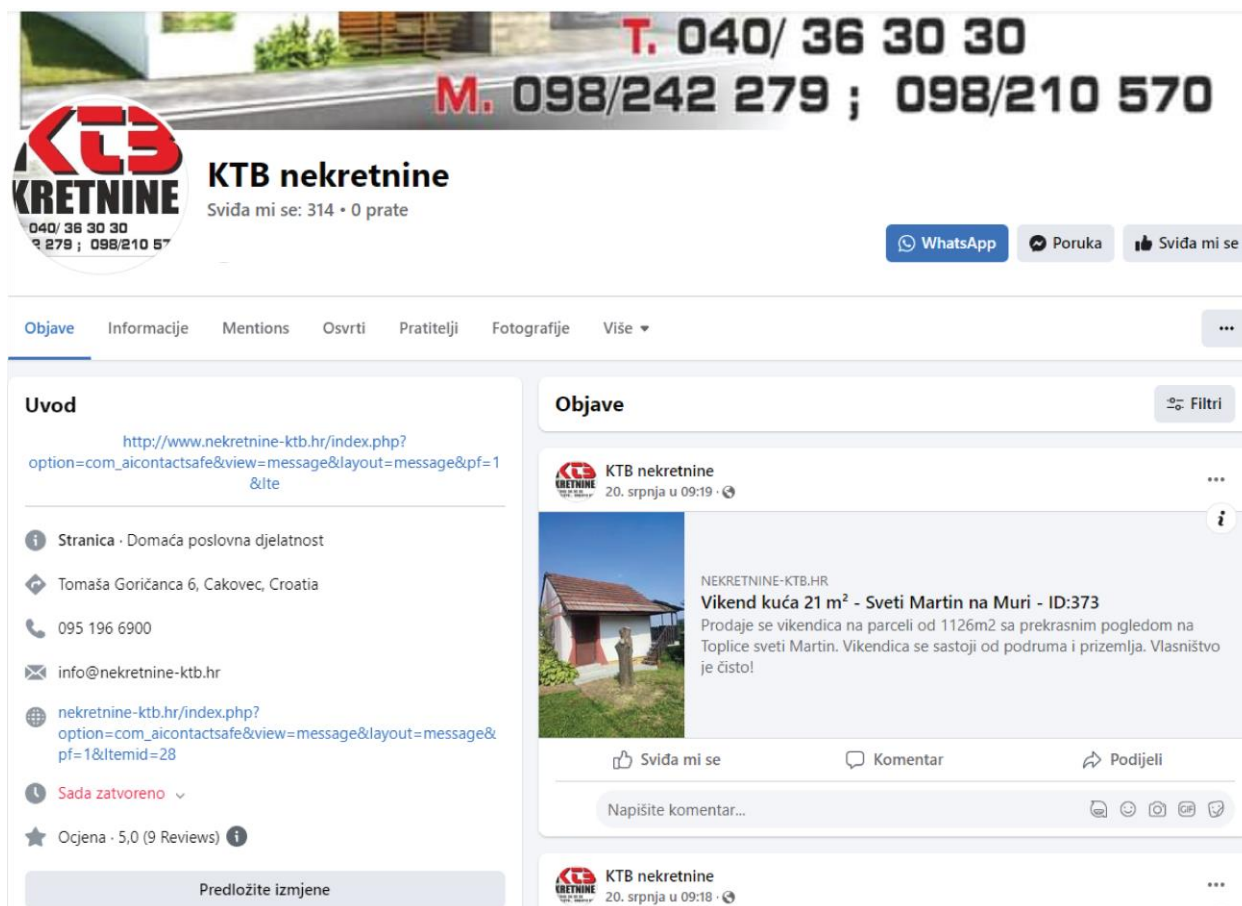 T. 040/ 36 30 30
M. 098/242 279 ; 098/210 570
KTB
KRETNINE
040/ 36 30 30
2 279 ; 098/210 57
KTB nekretnine
Sviđa mi se: 314 • 0 prate
WhatsApp
Poruka
Sviđa mi se
Objave
Informacije
Mentions
Osvrti
Pratitelji
Fotografije
Više
Uvod
http://www.nekretnine-ktb.hr/index.php?
option=com_aicontactsafe&view=message&layout=message&pf=1
&Ite
Stranica · Domaća poslovna djelatnost
Tomaša Goričanca 6, Cakovec, Croatia
095 196 6900
info@nekretnine-ktb.hr
nekretnine-ktb.hr/index.php?
option=com_aicontactsafe&view=message&layout=message&
pf=1&Itemid=28
Sada zatvoreno
Ocjena · 5,0 (9 Reviews)
Predložite izmjene
Objave
Filtri
KTB
KRETNINE
KTB nekretnine
20. srpnja u 09:19 ·
NEKRETNINE-KTB.HR
Vikend kuća 21 m² - Sveti Martin na Muri - ID:373
Prodaje se vikendica na parceli od 1126m2 sa prekrasnim pogledom na
Toplice sveti Martin. Vikendica se sastoji od podruma i prizemlja. Vlasništvo
je čisto!
Sviđa mi se
Komentar
Podijeli
Napišite komentar...
GIF
KTB
KRETNINE
KTB nekretnine
20. srpnja u 09:18 ·